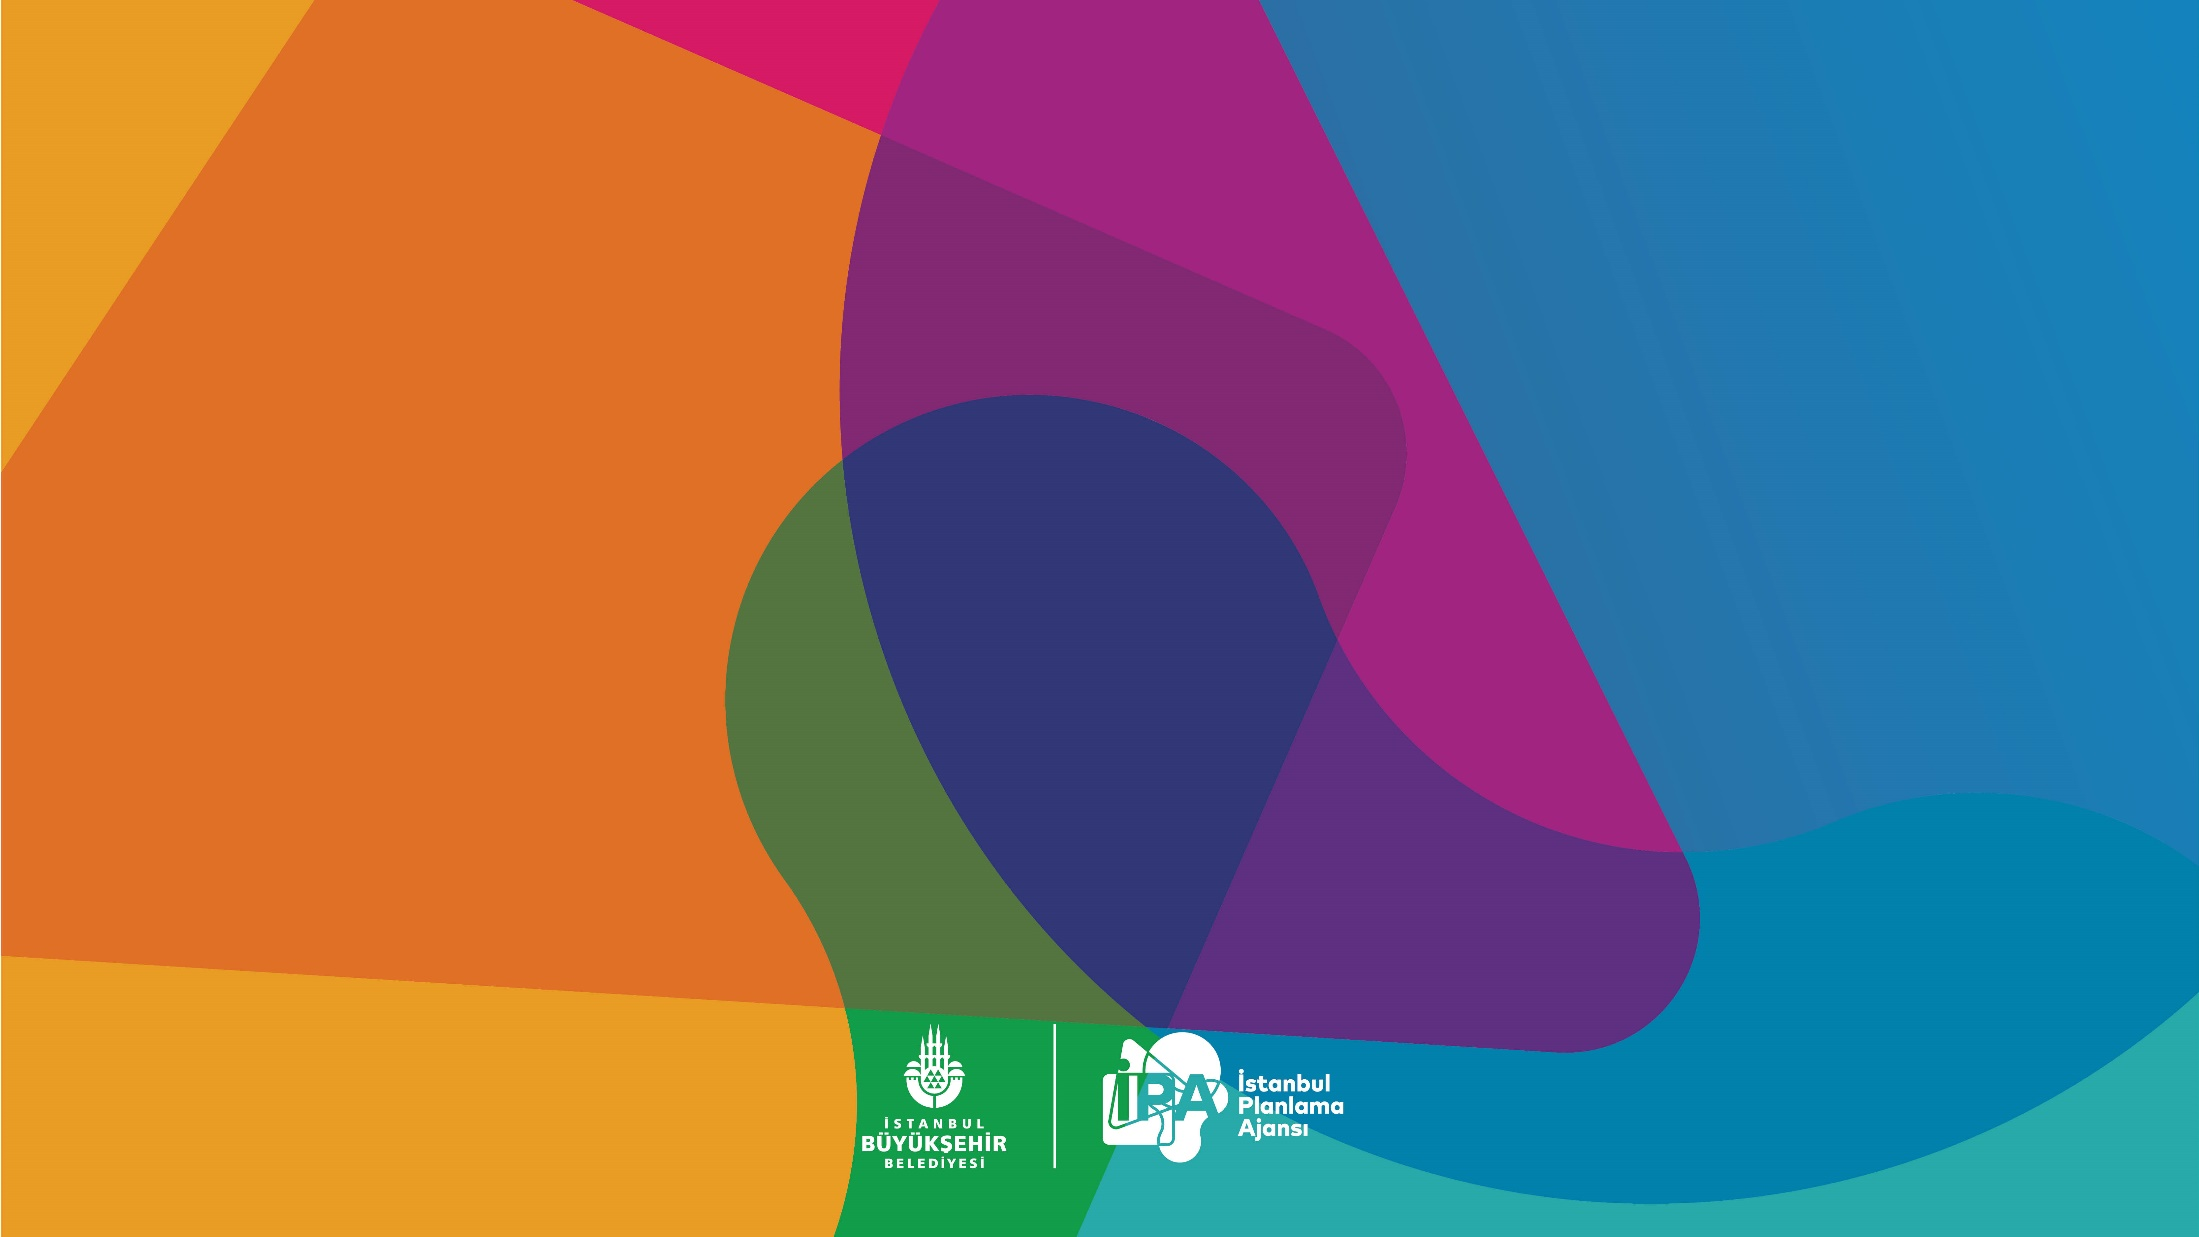 İSTANBUL
BÜYÜKŞEHİR
BELEDİYESİ
İPA
İstanbul
Planlama
Ajansı